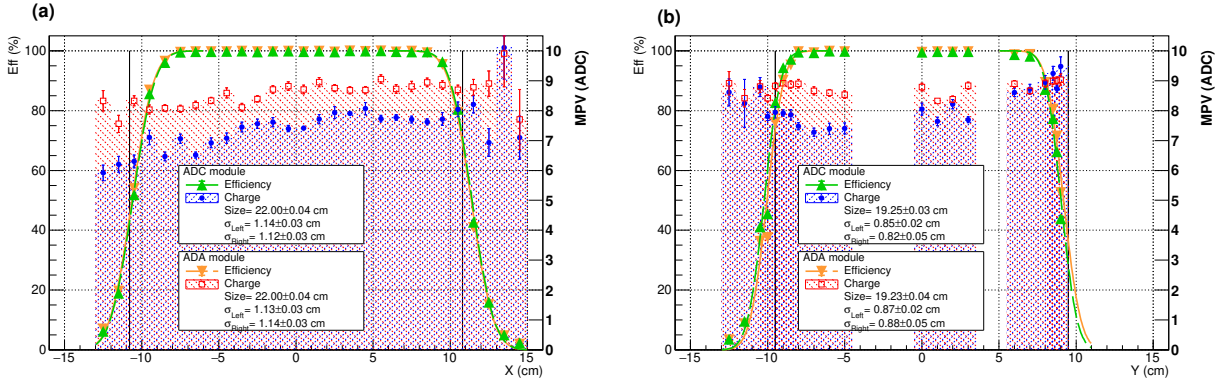 (a)
Eff (%)
100
80
60
40
20
0
−15 −10 −5 0 5 10 15
X (cm)
10
9
8
7
6
5
4
3
2
1
0
MPV (ADC)
ADC module
Efficiency
Charge
Size= 22.00±0.04 cm
σLeft= 1.14±0.03 cm
σRight= 1.12±0.03 cm
ADA module
Efficiency
Charge
Size= 22.00±0.04 cm
σLeft= 1.13±0.03 cm
σRight= 1.14±0.03 cm
(b)
Eff (%)
100
80
60
40
20
0
−15 −10 −5 0 5 10 15
Y (cm)
10
9
8
7
6
5
4
3
2
1
0
MPV (ADC)
ADC module
Efficiency
Charge
Size= 19.25±0.03 cm
σLeft= 0.85±0.02 cm
σRight= 0.82±0.05 cm
ADA module
Efficiency
Charge
Size= 19.23±0.04 cm
σLeft= 0.87±0.02 cm
σRight= 0.88±0.05 cm